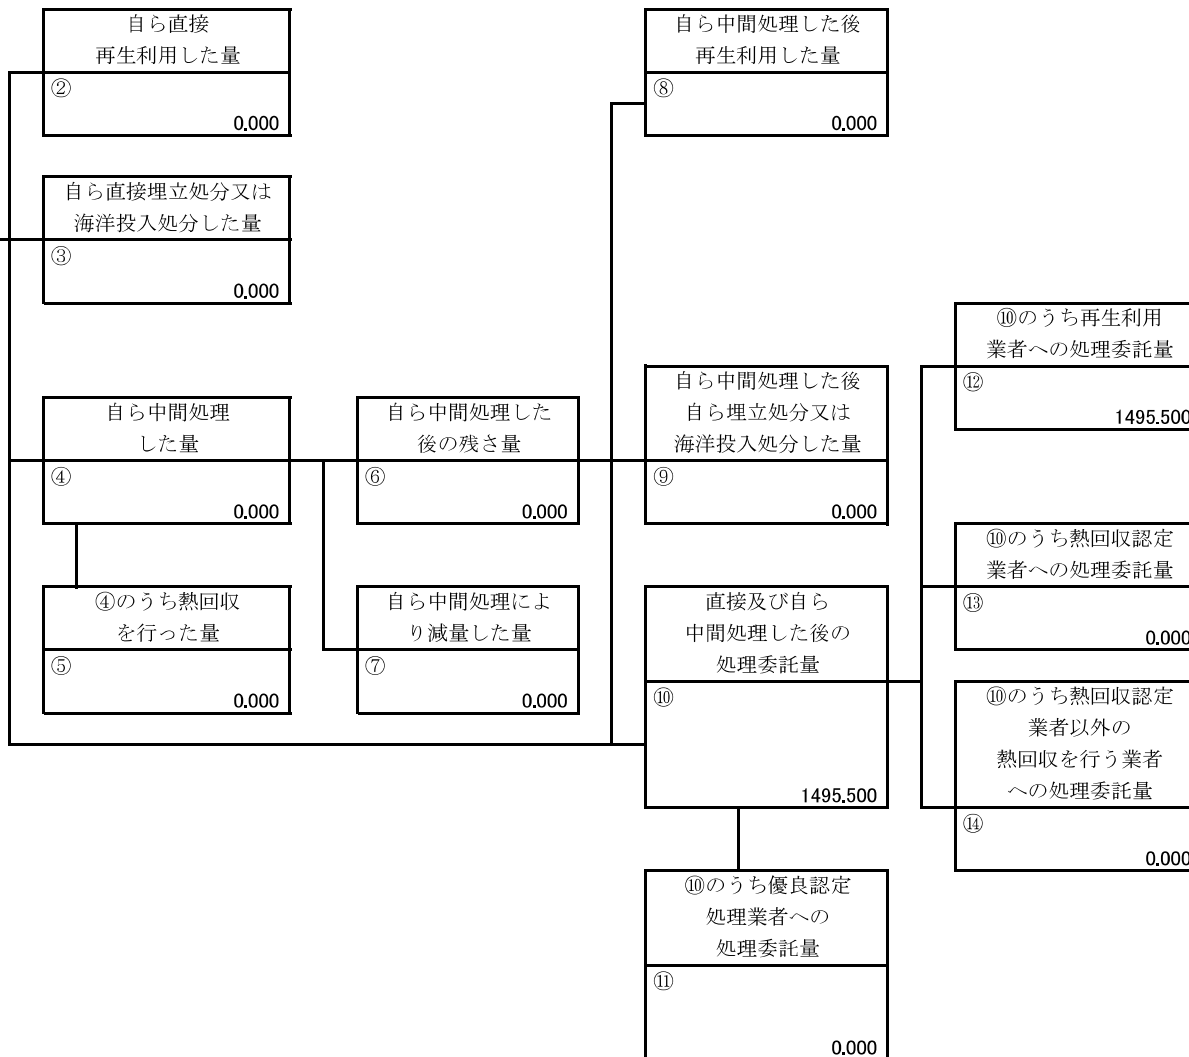 自ら直接
再生利用した量
②
0.000
自ら中間処理した後
再生利用した量
⑧
0.000
自ら直接埋立処分又は
海洋投入処分した量
③
0.000
⑩のうち再生利用
業者への処理委託量
⑫
1495.500
自ら中間処理
した量
④
0.000
自ら中間処理した
後の残さ量
⑥
0.000
自ら中間処理した後
自ら埋立処分又は
海洋投入処分した量
⑨
0.000
⑩のうち熱回収認定
業者への処理委託量
⑬
0.000
④のうち熱回収
を行った量
⑤
0.000
自ら中間処理によ
り減量した量
⑦
0.000
直接及び自ら
中間処理した後の
処理委託量
⑩
1495.500
⑩のうち熱回収認定
業者以外の
熱回収を行う業者
への処理委託量
⑭
0.000
⑩のうち優良認定
処理業者への
処理委託量
⑪
0.000